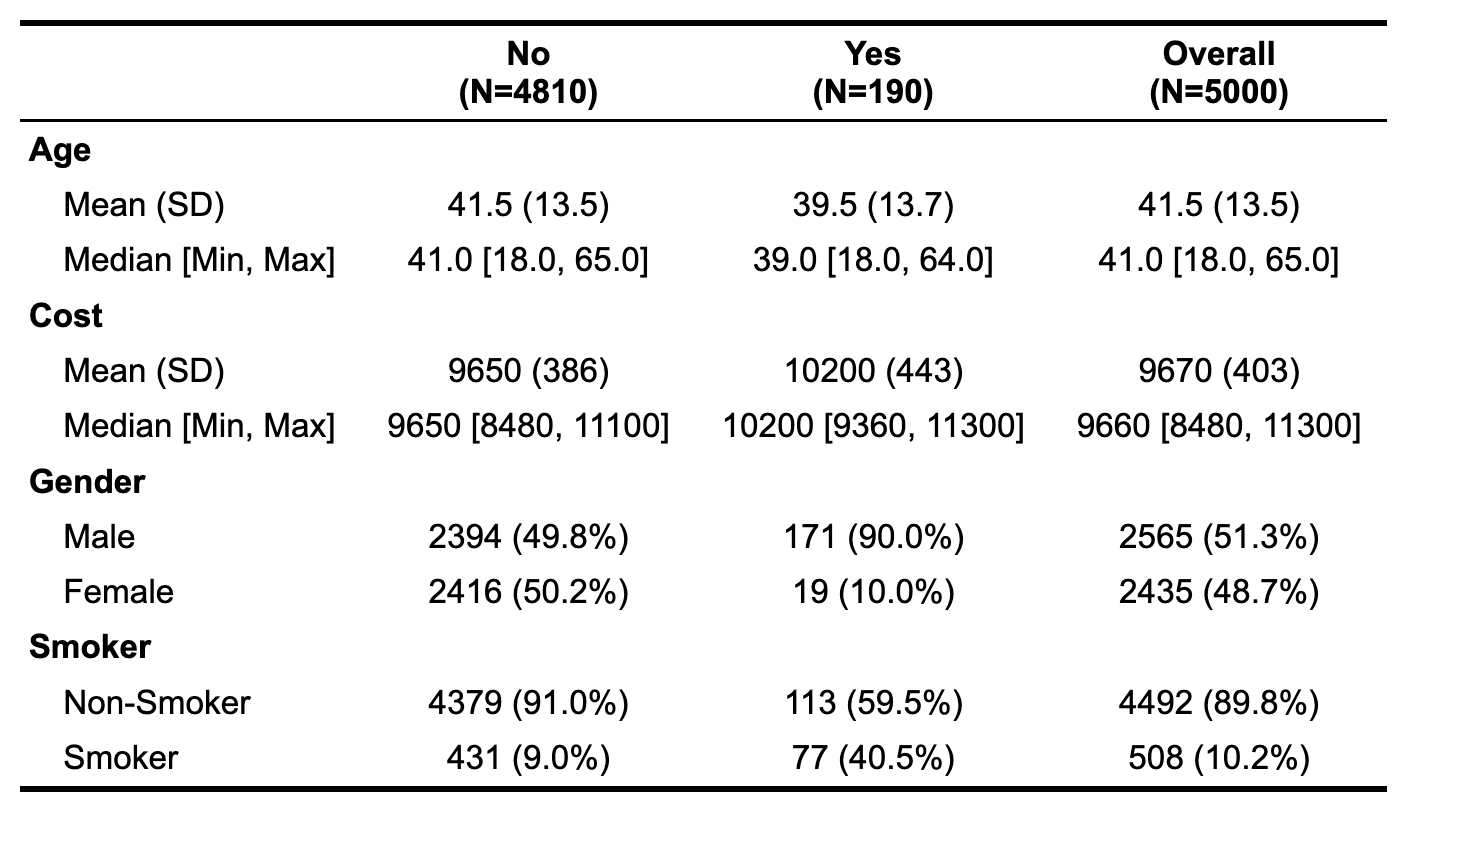 No Yes Overall
(N=4810) (N=190) (N=5000)
Age
Mean (SD) 41.5 (13.5) 39.5 (13.7) 41.5 (13.5)
Median [Min, Max] 41.0 [18.0, 65.0] 39.0 [18.0, 64.0] 41.0 [18.0, 65.0]
Cost
Mean (SD) 9650 (386) 10200 (443) 9670 (403)
Median [Min, Max] 9650 [8480, 11100] 10200 [9360, 11300] 9660 [8480, 11300]
Gender
Male 2394 (49.8%) 171 (90.0%) 2565 (51.3%)
Female 2416 (50.2%) 19 (10.0%) 2435 (48.7%)
Smoker
Non-Smoker 4379 (91.0%) 113 (59.5%) 4492 (89.8%)
Smoker 431 (9.0%) 77 (40.5%) 508 (10.2%)